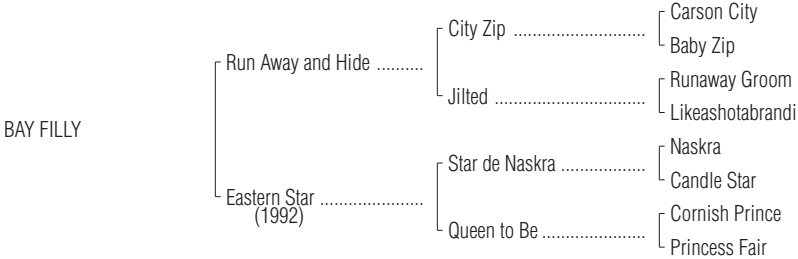 Carson City
City Zip ............................
Baby Zip
Run Away and Hide ..........
Runaway Groom
Jilted ................................
Likeashotabrandi
BAY FILLY
Naskra
Star de Naskra ..................
Candle Star
Eastern Star ......................
(1992)
Cornish Prince
Queen to Be ......................
Princess Fair